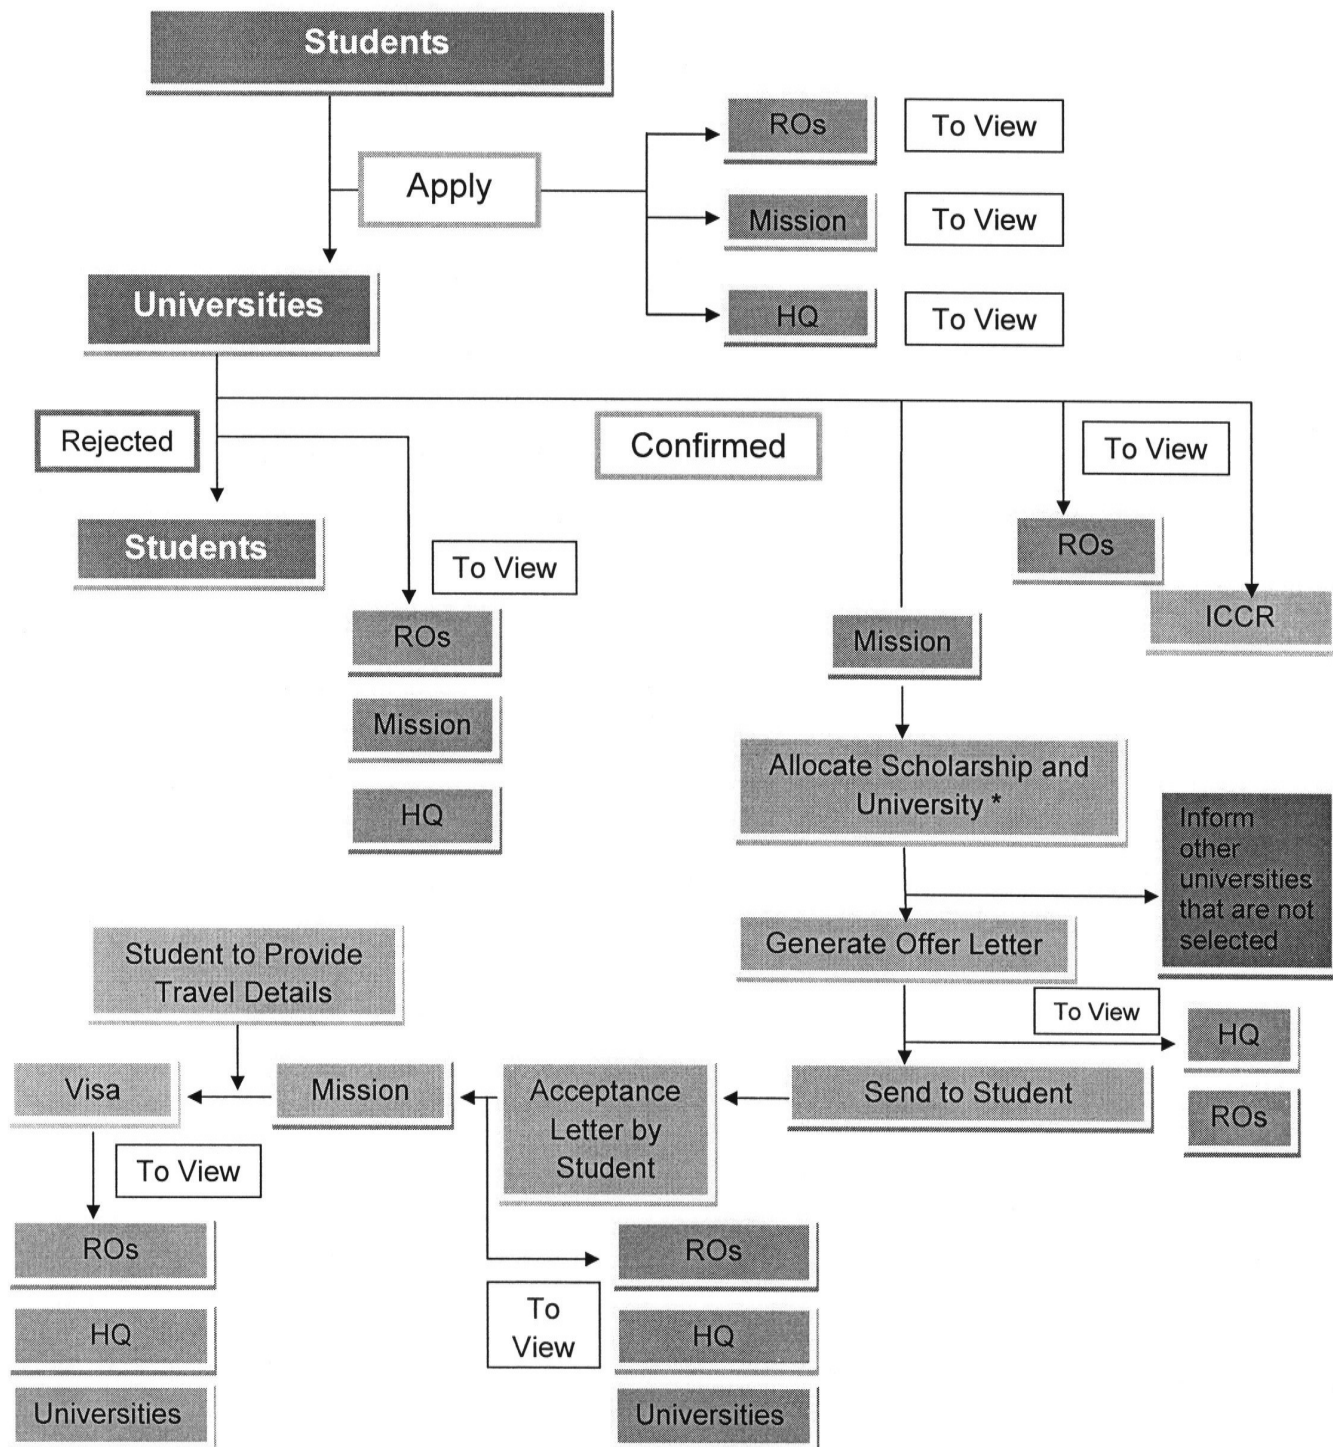 Students
Apply
ROs
To View
Mission
To View
HQ
To View
Universities
Rejected
Confirmed
To View
Students
To View
ROs
ICCR
ROs
Mission
Mission
HQ
Allocate Scholarship and
University *
Inform
other
universities
that are not
selected
Generate Offer Letter
Student to Provide
Travel Details
To View
HQ
ROs
Visa
Mission
Acceptance
Letter by
Student
Send to Student
To View
ROs
HQ
Universities
To
View
ROs
HQ
Universities